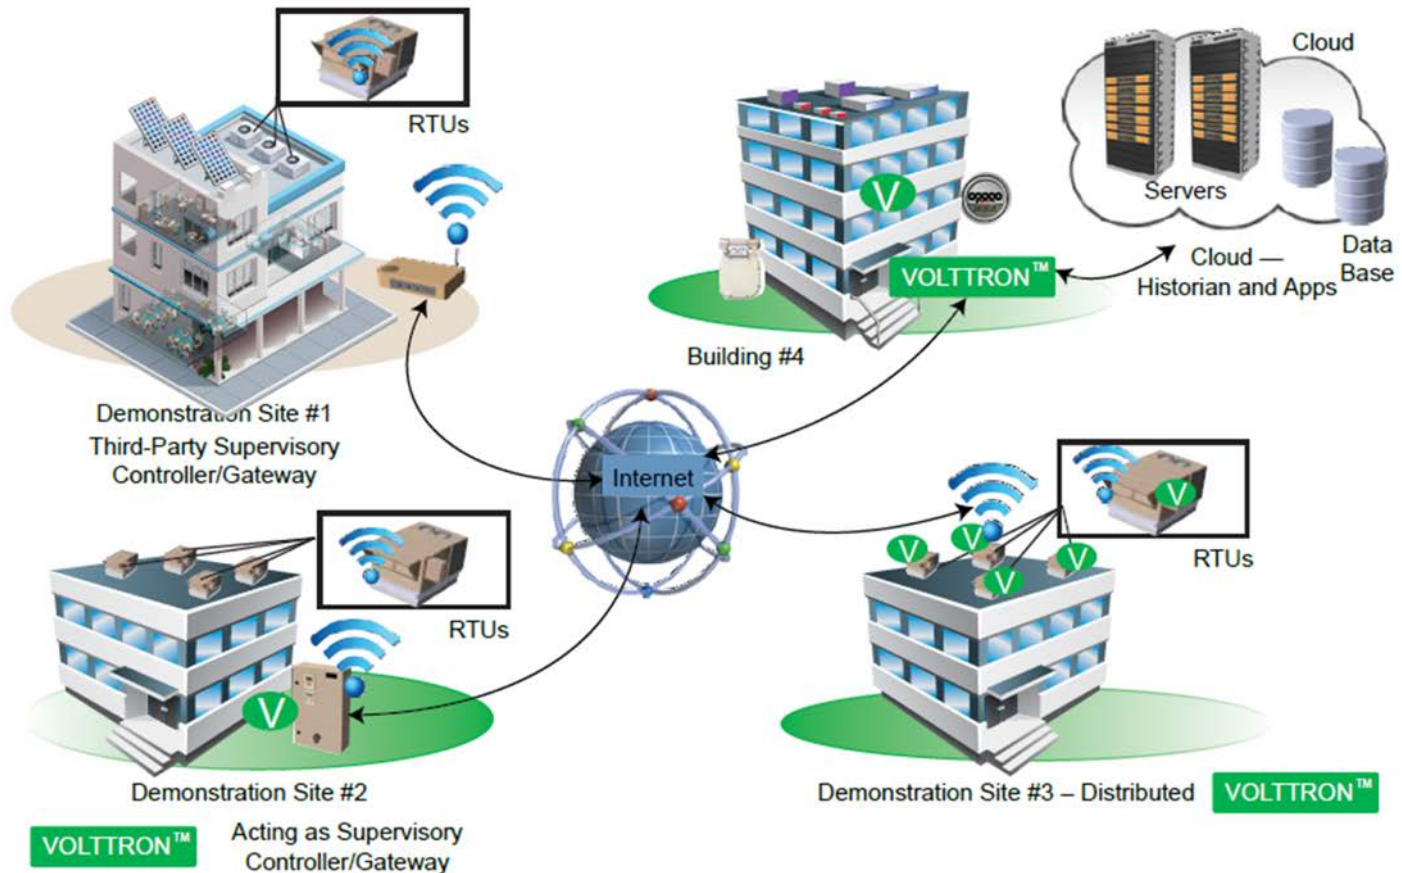 RTUs
Demonstration Site #1
Third-Party Supervisory
Controller/Gateway
V
VOLTTRON™
Building #4
Cloud
Servers
Data
Base
Cloud —
Historian and Apps
Internet
RTUs
V
Demonstration Site #2
VOLTTRON™
Acting as Supervisory
Controller/Gateway
V
RTUs
V
V
V
V
Demonstration Site #3 – Distributed
VOLTTRON™